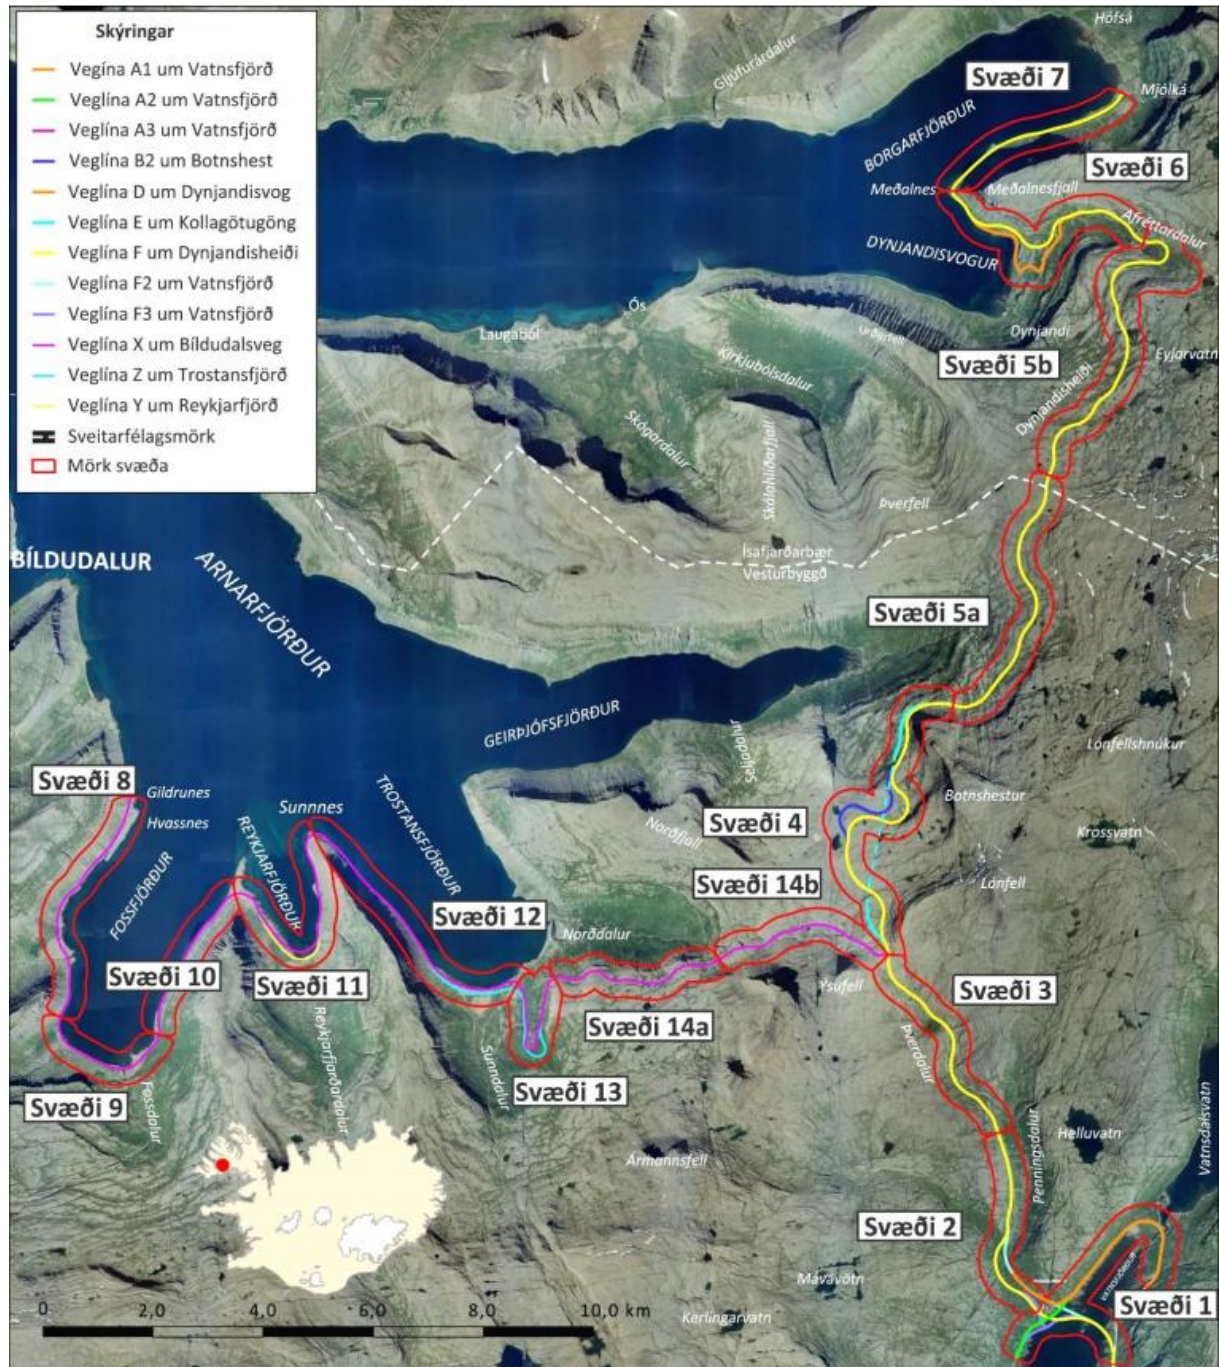 Skýringar
Vegína A1 um Vatnsfjörð
Veglína A2 um Vatnsfjörð
Veglína A3 um Vatnsfjörð
Veglína B2 um Botnshest
Veglína D um Dynjandisvog
Veglína E um Kollagötugöng
Veglína F um Dynjandisheiði
Veglína F2 um Vatnsfjörð
Veglína F3 um Vatnsfjörð
Veglína X um Bíldudalsveg
Veglína Z um Trostansfjörð
Veglína Y um Reykjarfjörð
Sveitarfélagsmörk
Mörk svæða
Hófsá
Gljúfurárdalur
Svæði 7
Mjólká
BORGARFJÖRÐUR
Svæði 6
Meðalnes
Meðalnesfjall
Afréttardalur
DYNJANDISVOGUR
Ós
Laugaból
Urðarfell
Dynjandi
Kirkjubólsdalur
Svæði 5b
Eyjarvatn
Dynjandisheiði
Skógardalur
Skálahlíðarfjall
Þverfell
Ísafjarðarbær
Vesturbyggð
BÍLDUDALUR
ARNARFJÖRÐUR
Svæði 5a
GEIRÞJÓFSFJÖRÐUR
Seljadalur
Lónfellshnúkur
Svæði 8
Gildrunes
Hvassnes
Sunnnes
TROSTANSFJÖRÐUR
REYKJARFJÖRÐUR
FOSSFJÖRÐUR
Norðfjall
Svæði 4
Botnshestur
Krossvatn
Lónfell
Svæði 14b
Svæði 12
Norðdalur
Svæði 10
Svæði 11
Ýsufell
Svæði 3
Svæði 14a
Reykjarfjarðardalur
Sunndalur
Svæði 13
Þverdalur
Svæði 9
Fossdalur
Helluvatn
Vatnsdalsvatn
Ármannsfell
Þenningsdalur
Svæði 2
Mávavötn
VATNSFJÖRÐUR
Svæði 1
Kerlingarvatn
0 2,0 4,0 6,0 8,0 10,0 km